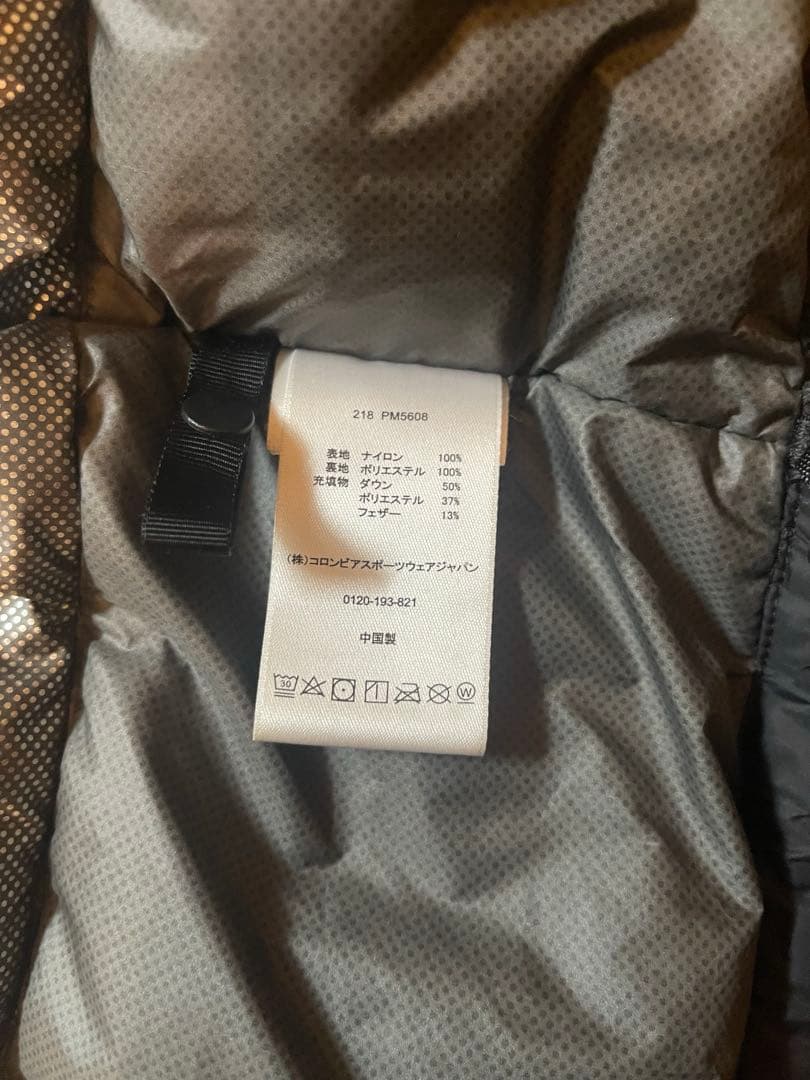 218 PM5608
表地 ナイロン 100%
裏地 ポリエステル 100%
充填物 ダウン 50%
ポリエステル 37%
フェザー 13%
(株)コロンビアスポーツウェアジャパン
0120-193-821
中国製
30 W